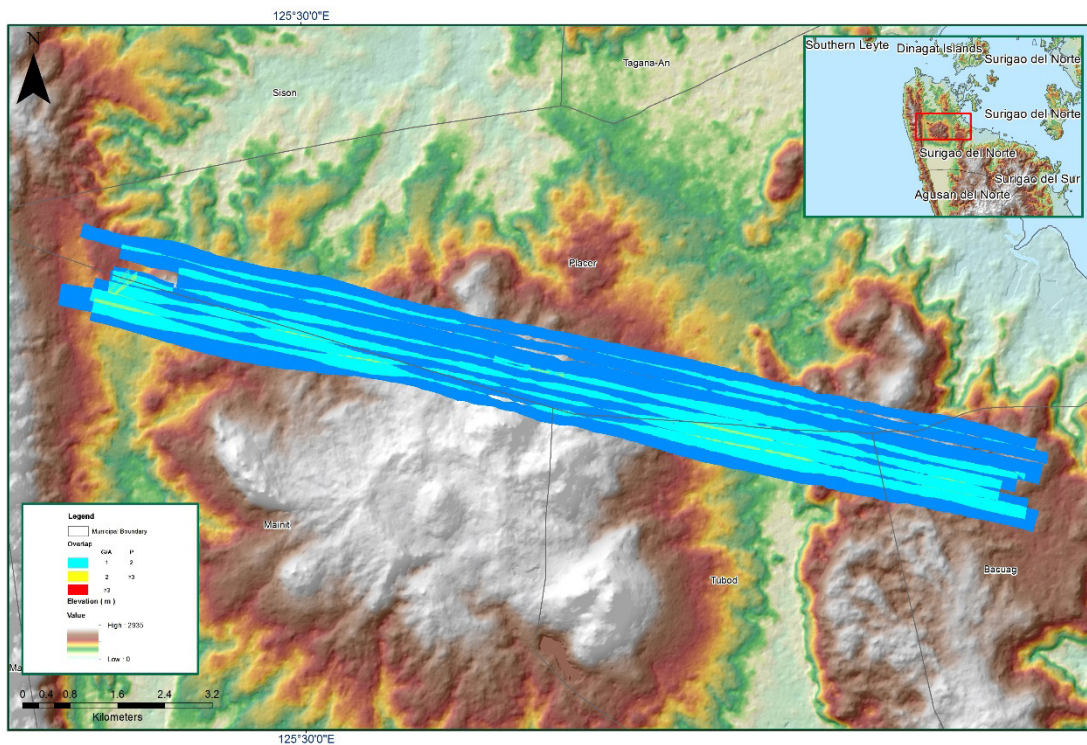 125°30'0"E
N
Sison
Tagana-An
Placer
Mainit
Tubod
Bacuag
Southern Leyte
Dinagat Islands
Surigao del Norte
Surigao del Norte
Surigao del Norte
Surigao del Sur
Agusan del Norte
Legend
Municipal Boundary
Overlap
G/A P
1 2
2 >3
>3
Elevation ( m )
Value
High : 2935
Low : 0
0 0.4 0.8 1.6 2.4 3.2
Kilometers
125°30'0"E